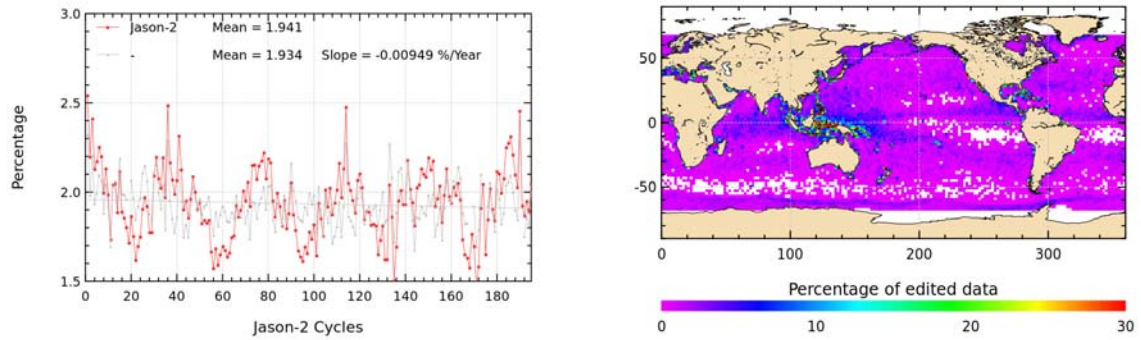 3.0
Jason-2 Mean = 1.941
- Mean = 1.934 Slope = -0.00949 %/Year
2.5
Percentage
2.0
1.5
0 20 40 60 80 100 120 140 160 180
Jason-2 Cycles
50
0
-50
0 100 200 300
Percentage of edited data
0 10 20 30